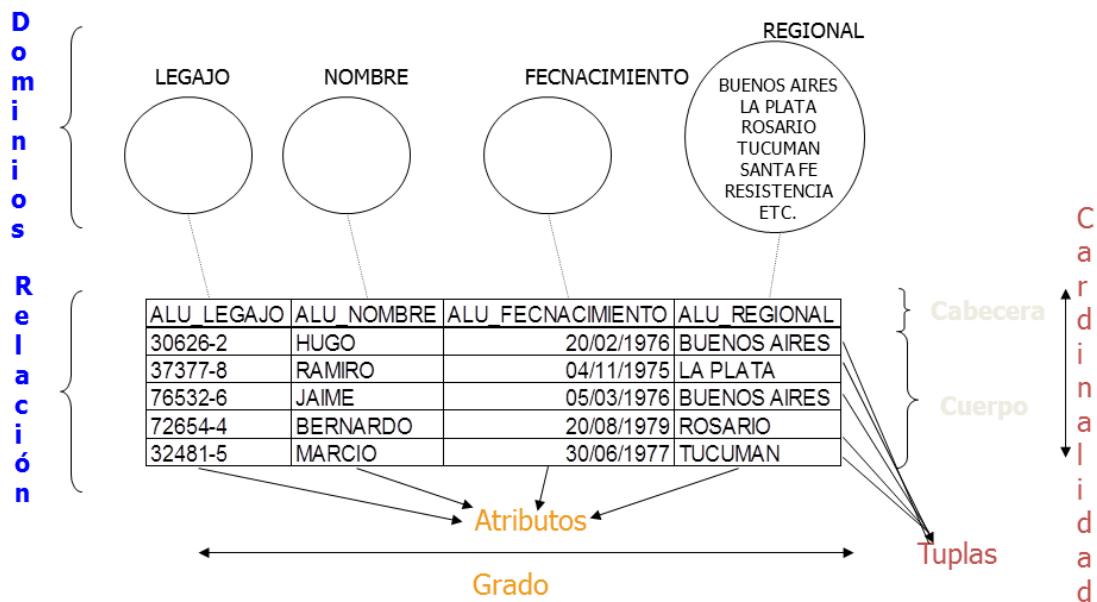 Dominios
REGIONAL
LEGAJO
NOMBRE
FECNACIMIENTO
BUENOS AIRES
LA PLATA
ROSARIO
TUCUMAN
SANTA FE
RESISTENCIA
ETC.
Relación
Cardinalidad
ALU_LEGAJO ALU_NOMBRE ALU_FECNACIMIENTO ALU_REGIONAL
30626-2 HUGO 20/02/1976 BUENOS AIRES
37377-8 RAMIRO 04/11/1975 LA PLATA
76532-6 JAIME 05/03/1976 BUENOS AIRES
72654-4 BERNARDO 20/08/1979 ROSARIO
32481-5 MARCIO 30/06/1977 TUCUMAN
Cabecera
Cuerpo
Atributos
Tuplas
Grado